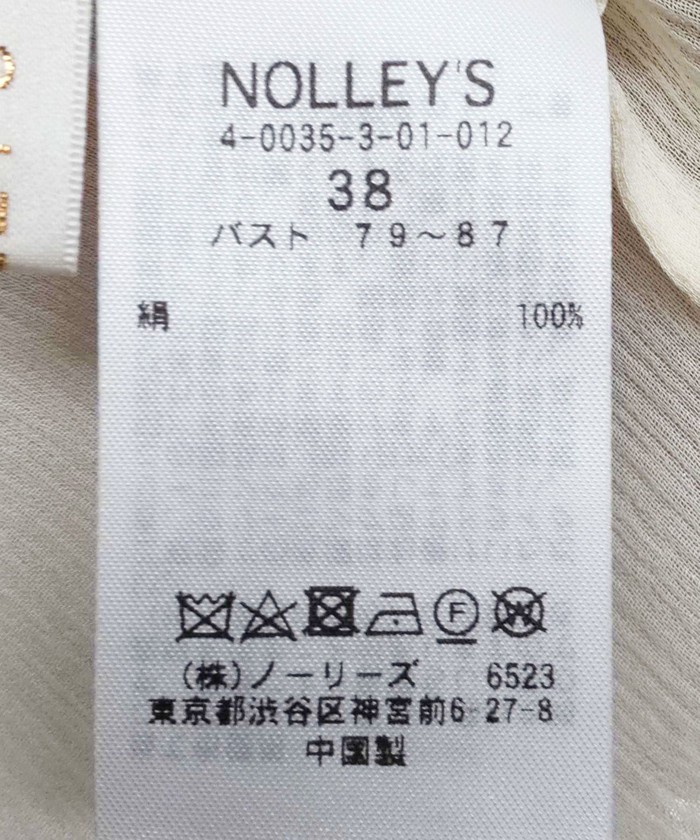 NOLLEY'S
4-0035-3-01-012
38
バスト 79～87
絹 100%
F W
(株)ノーリーズ 6523
東京都渋谷区神宮前6-27-8
中国製